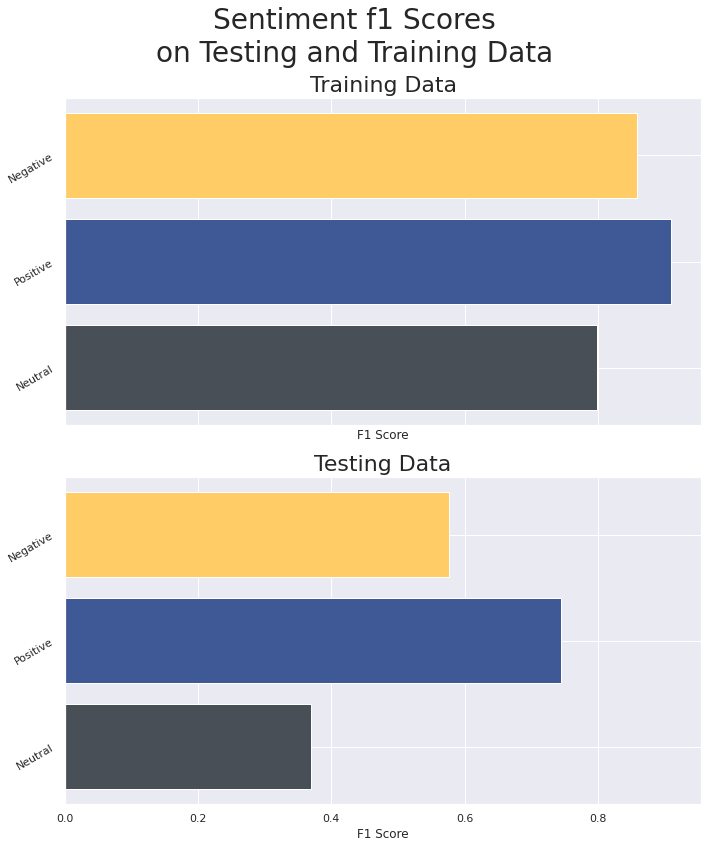 Sentiment f1 Scores
on Testing and Training Data
Training Data
Negative
Positive
Neutral
F1 Score
Testing Data
Negative
Positive
Neutral
0.0 0.2 0.4 0.6 0.8
F1 Score